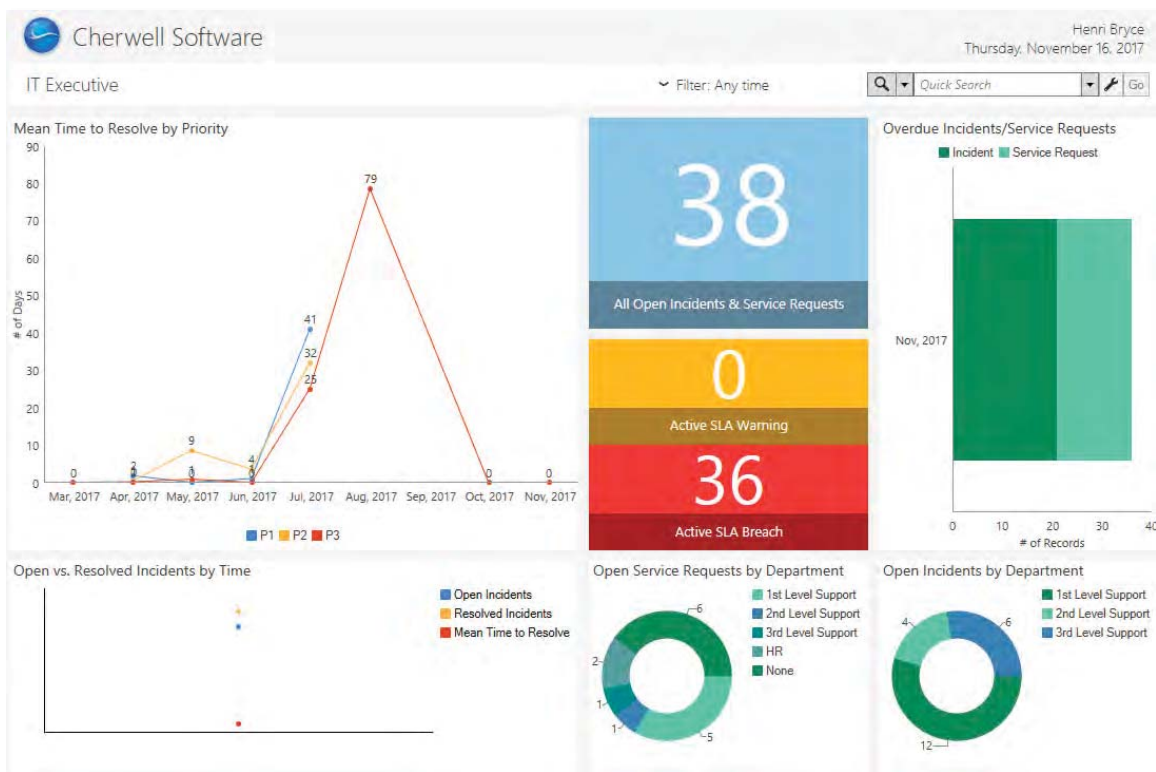 Cherwell Software
Henri Bryce
Thursday, November 16, 2017
IT Executive
Filter: Any time
Quick Search
Go
Mean Time to Resolve by Priority
90
80
70
60
50
40
30
20
10
0
# of Days
79
41
32
25
9
4
2
1
0
0
0
0
Mar, 2017 Apr, 2017 May, 2017 Jun, 2017 Jul, 2017 Aug, 2017 Sep, 2017 Oct, 2017 Nov, 2017
P1 P2 P3
38
All Open Incidents & Service Requests
0
Active SLA Warning
36
Active SLA Breach
Overdue Incidents/Service Requests
Incident Service Request
Nov, 2017
0 10 20 30 40
# of Records
Open vs. Resolved Incidents by Time
Open Incidents
Resolved Incidents
Mean Time to Resolve
Open Service Requests by Department
6
2
1
1
5
1st Level Support
2nd Level Support
3rd Level Support
HR
None
Open Incidents by Department
4
6
12
1st Level Support
2nd Level Support
3rd Level Support